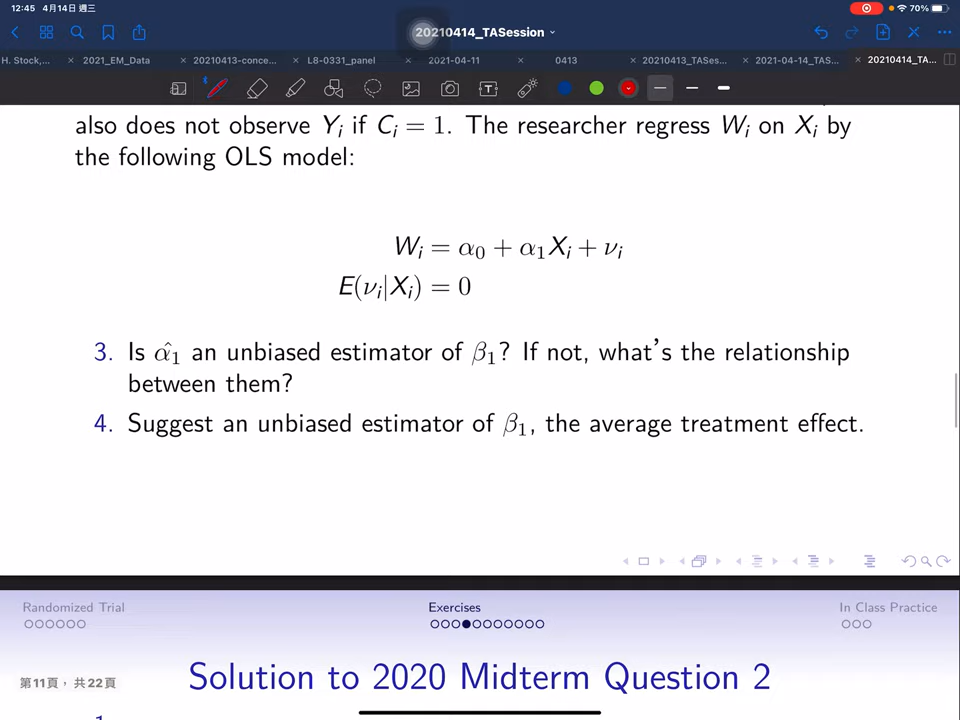 12:45 4月14日 週三
70%
20210414_TASession
H. Stock,...
2021_EM_Data
20210413-conce...
L8-0331_panel
2021-04-11
0413
20210413_TASes...
2021-04-14_TAS...
20210414_TA...
also does not observe Yᵢ if Cᵢ = 1. The researcher regress Wᵢ on Xᵢ by
the following OLS model:
Wᵢ = α₀ + α₁Xᵢ + νᵢ
E(νᵢ|Xᵢ) = 0
3. Is α̂₁ an unbiased estimator of β₁? If not, what's the relationship
between them?
4. Suggest an unbiased estimator of β₁, the average treatment effect.
Randomized Trial
Exercises
In Class Practice
第11頁，共22頁
Solution to 2020 Midterm Question 2